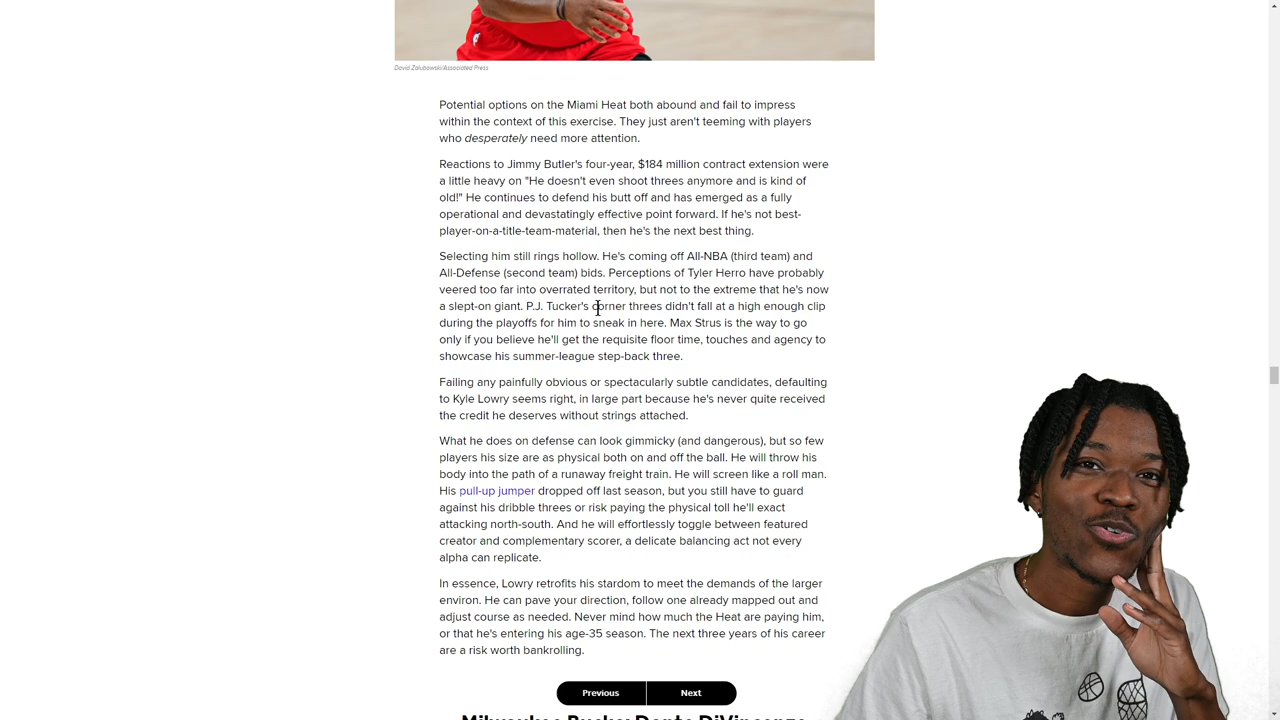 David Zalubowski/Associated Press
Potential options on the Miami Heat both abound and fail to impress
within the context of this exercise. They just aren't teeming with players
who desperately need more attention.
Reactions to Jimmy Butler's four-year, $184 million contract extension were
a little heavy on "He doesn't even shoot threes anymore and is kind of
old!" He continues to defend his butt off and has emerged as a fully
operational and devastatingly effective point forward. If he's not best-
player-on-a-title-team-material, then he's the next best thing.
Selecting him still rings hollow. He's coming off All-NBA (third team) and
All-Defense (second team) bids. Perceptions of Tyler Herro have probably
veered too far into overrated territory, but not to the extreme that he's now
a slept-on giant. P.J. Tucker's corner threes didn't fall at a high enough clip
during the playoffs for him to sneak in here. Max Strus is the way to go
only if you believe he'll get the requisite floor time, touches and agency to
showcase his summer-league step-back three.
Failing any painfully obvious or spectacularly subtle candidates, defaulting
to Kyle Lowry seems right, in large part because he's never quite received
the credit he deserves without strings attached.
What he does on defense can look gimmicky (and dangerous), but so few
players his size are as physical both on and off the ball. He will throw his
body into the path of a runaway freight train. He will screen like a roll man.
His pull-up jumper dropped off last season, but you still have to guard
against his dribble threes or risk paying the physical toll he'll exact
attacking north-south. And he will effortlessly toggle between featured
creator and complementary scorer, a delicate balancing act not every
alpha can replicate.
In essence, Lowry retrofits his stardom to meet the demands of the larger
environ. He can pave your direction, follow one already mapped out and
adjust course as needed. Never mind how much the Heat are paying him,
or that he's entering his age-35 season. The next three years of his career
are a risk worth bankrolling.
Previous Next
Milwaukee Bucks: Donte DiVincenzo